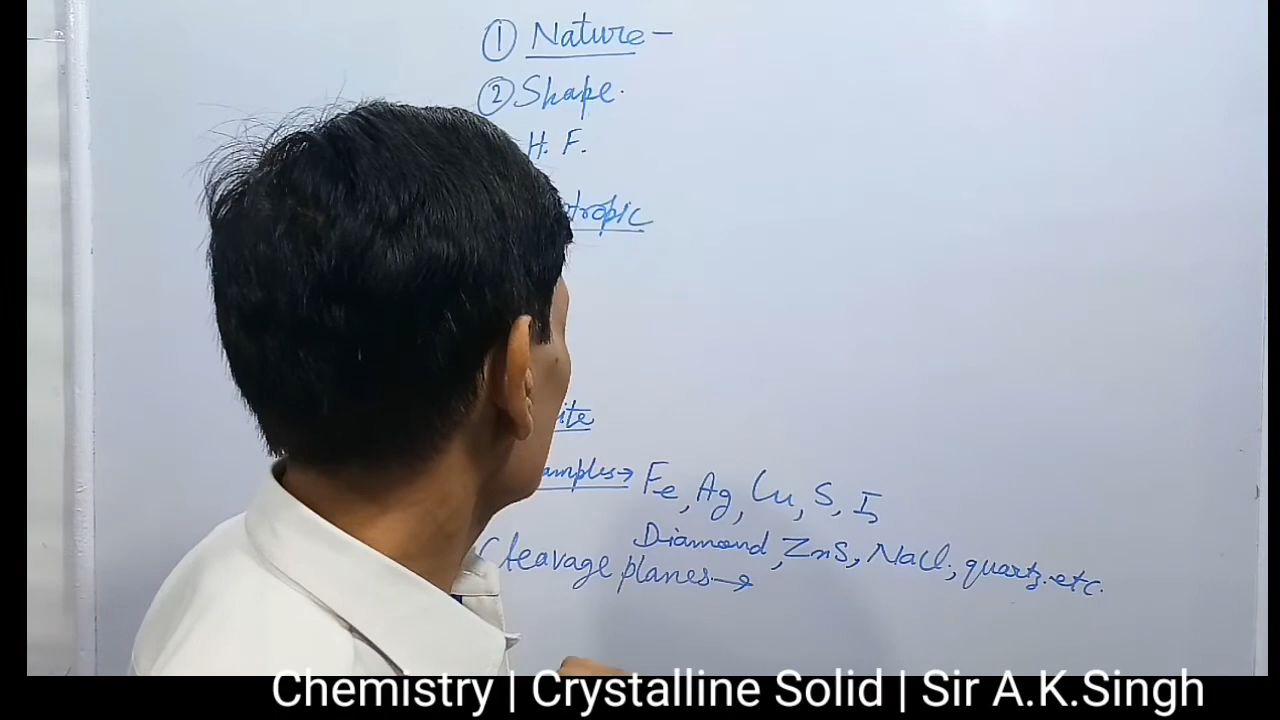 ① Nature -
② Shape.
H. F.
tropic
ite
amples→ Fe, Ag, Cu, S, I₂
Diamond, ZnS, NaCl, quartz etc.
Cleavage planes→
Chemistry | Crystalline Solid | Sir A.K.Singh